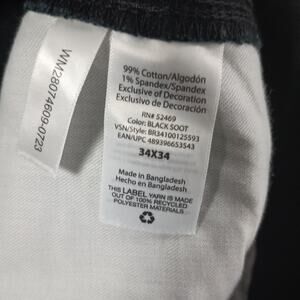 WM28074609-0723
99% Cotton/Algodón
1% Spandex/Spandex
Exclusive of Decoration
Exclusivo de Decoración
RN# 52469
Color: BLACK SOOT
VSN/Style: BR34100125593
EAN/UPC 489396653543
34X34
Made in Bangladesh
Hecho en Bangladesh
This LABEL YARN IS MADE
OUT OF 100% RECYCLED
POLYESTER MATERIALS